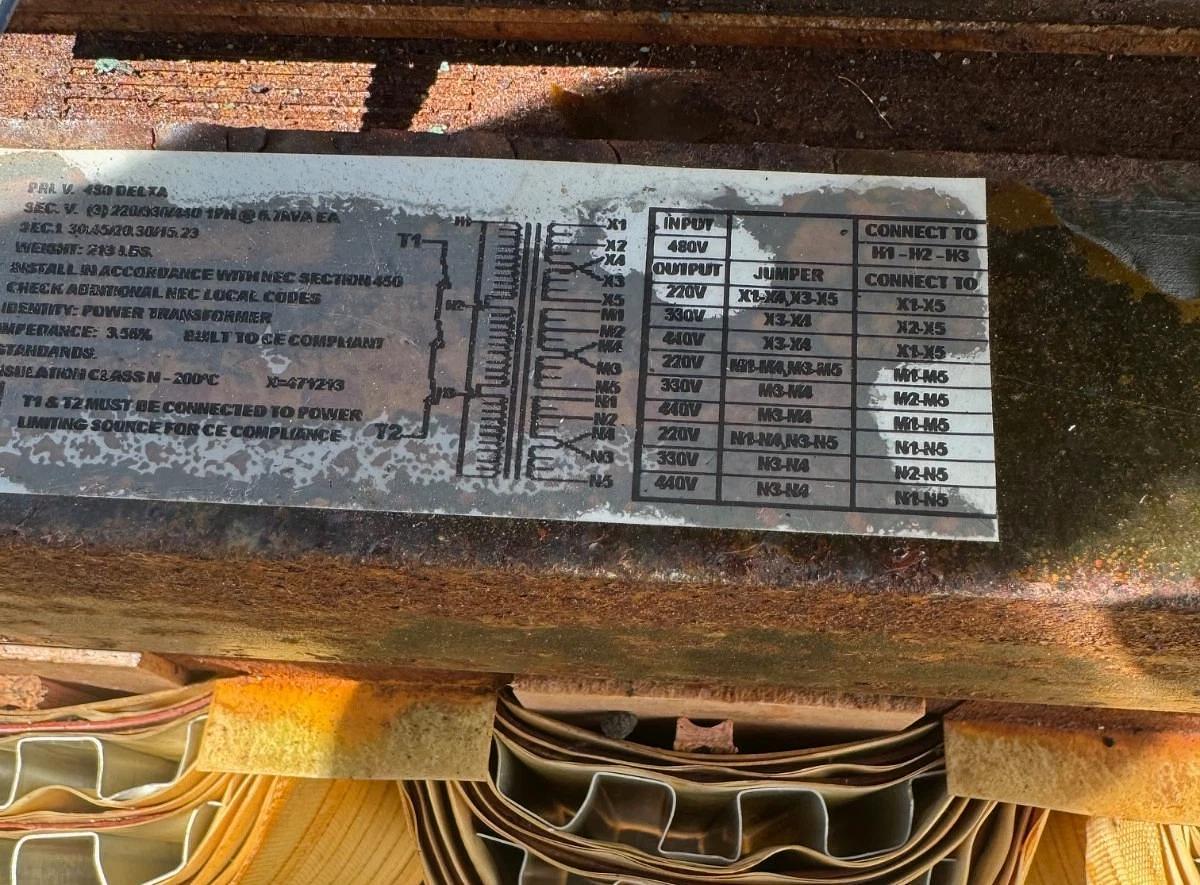 PRI. V. 480 DELTA
SEC. V. (3) 220/330/440 1PH @ 6.7KVA EA
SEC.I. 30.45/20.30/15.23
WEIGHT: 213 LBS.
INSTALL IN ACCORDANCE WITH NEC SECTION 450
CHECK ADDITIONAL NEC LOCAL CODES
IDENTITY: POWER TRANSFORMER
IMPEDANCE: 3.56% BUILT TO CE COMPLIANT
STANDARDS.
INSULATION CLASS N - 200°C X=471213
T1 & T2 MUST BE CONNECTED TO POWER
LIMITING SOURCE FOR CE COMPLIANCE
T1
T2
H1
H2
H3
X1
X2
X4
X3
X5
M1
M2
M4
M3
M5
N1
N2
N4
N3
N5
INPUT CONNECT TO
480V H1 - H2 - H3
OUTPUT JUMPER CONNECT TO
220V X1-X4,X3-X5 X1-X5
330V X3-X4 X2-X5
440V X3-X4 X1-X5
220V M1-M4,M3-M5 M1-M5
330V M3-M4 M2-M5
440V M3-M4 M1-M5
220V N1-N4,N3-N5 N1-N5
330V N3-N4 N2-N5
440V N3-N4 N1-N5